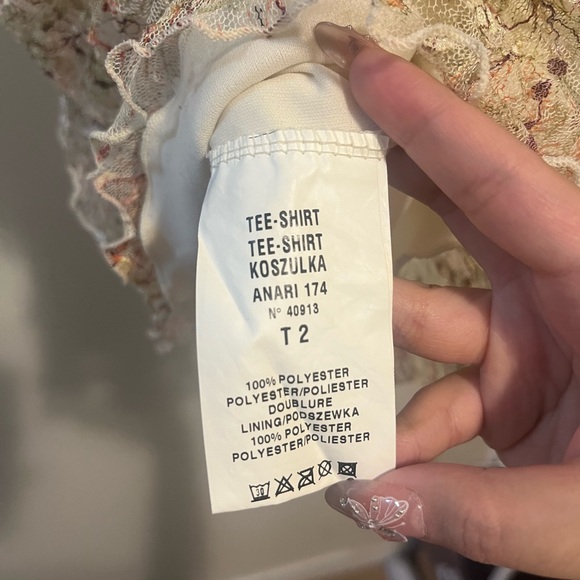 TEE-SHIRT
TEE-SHIRT
KOSZULKA
ANARI 174
N° 40913
T 2
100% POLYESTER
POLYESTER/POLIESTER
DOUBLURE
LINING/PODSZEWKA
100% POLYESTER
POLYESTER/POLIESTER
30